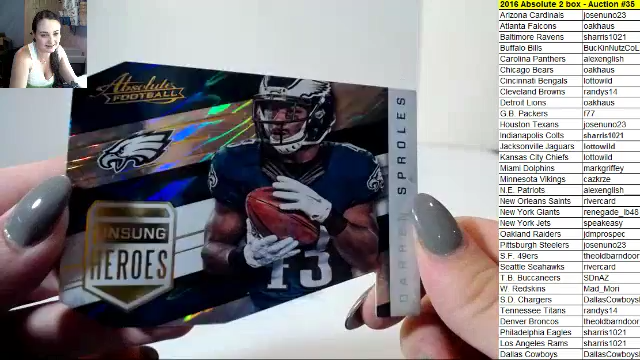 2016 Absolute 2 box - Auction #35
Arizona Cardinals josenuno23
Atlanta Falcons oakhaus
Baltimore Ravens sharris1021
Buffalo Bills BucKinNutzCoL
Carolina Panthers alexenglish
Chicago Bears oakhaus
Cincinnati Bengals lottowild
Cleveland Browns randys14
Detroit Lions oakhaus
G.B. Packers f77
Houston Texans josenuno23
Indianapolis Colts sharris1021
Jacksonville Jaguars lottowild
Kansas City Chiefs lottowild
Miami Dolphins markgriffey
Minnesota Vikings cazkrze
N.E. Patriots alexenglish
New Orleans Saints rivercard
New York Giants renegade_lb48
New York Jets speakeasy
Oakland Raiders jdmprosec
Pittsburgh Steelers josenuno23
S.F. 49ers theoldbarndoor
Seattle Seahawks rivercard
T.B. Buccaneers SDnAZ
W. Redskins Mad_Mori
S.D. Chargers DallasCowboys
Tennessee Titans randys14
Denver Broncos theoldbarndoor
Philadelphia Eagles sharris1021
Los Angeles Rams sharris1021
Dallas Cowboys DallasCowboys
Absolute
FOOTBALL
UNSUNG
HEROES
DARREN SPROLES
43